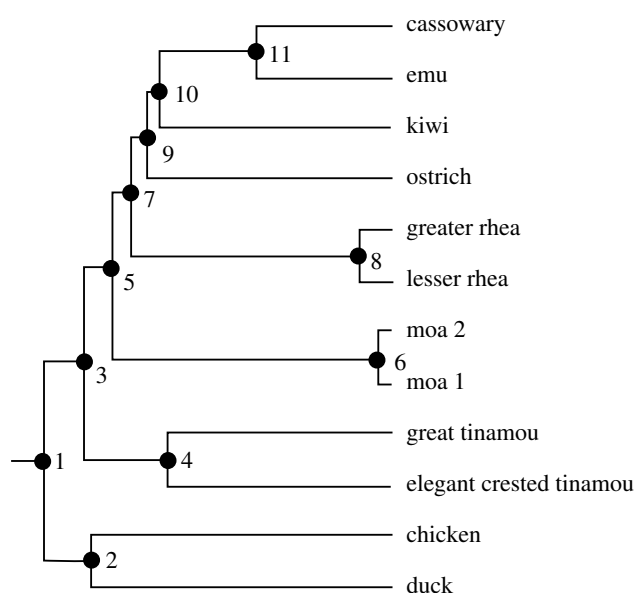 cassowary
11
emu
10
kiwi
9
ostrich
7
greater rhea
8
lesser rhea
5
moa 2
6
3
moa 1
great tinamou
1
4
elegant crested tinamou
chicken
2
duck